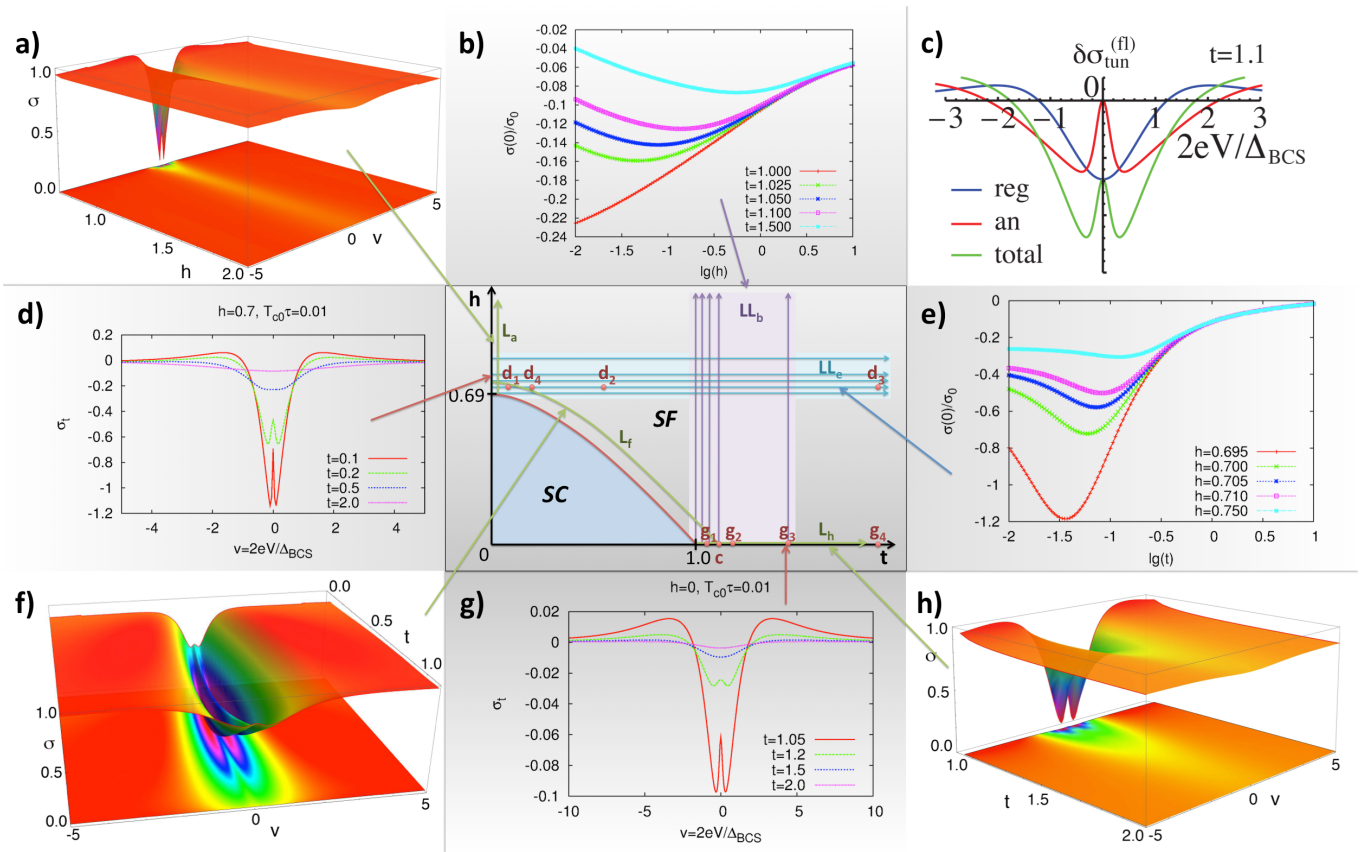 a)
1.0
σ
0.5
0.0
1.0
1.5
h
2.0
-5
0
v
5
b)
-0.02
-0.04
-0.06
-0.08
-0.1
-0.12
-0.14
-0.16
-0.18
-0.2
-0.22
-0.24
σ(0)/σ0
t=1.000
t=1.025
t=1.050
t=1.100
t=1.500
-2 -1.5 -1 -0.5 0 0.5 1
lg(h)
c)
δσtun(fl)
t=1.1
0
-3 -2 -1 1 2 3
2eV/ΔBCS
reg
an
total
d)
h=0.7, Tc0τ=0.01
0.2
0
-0.2
-0.4
-0.6
-0.8
-1
-1.2
σt
t=0.1
t=0.2
t=0.5
t=2.0
-4 -2 0 2 4
v=2eV/ΔBCS
h
La
LLb
LLe
d1 d4 d2 d3
0.69
SF
Lf
SC
g1 g2 g3 Lh g4
0 1.0 c t
e)
0
-0.2
-0.4
-0.6
-0.8
-1
-1.2
σ(0)/σ0
h=0.695
h=0.700
h=0.705
h=0.710
h=0.750
-2 -1.5 -1 -0.5 0 0.5 1
lg(t)
f)
0.0
0.5
t
1.0
1.0
σ
0.5
0.0
-5
0
v
5
g)
h=0, Tc0τ=0.01
0.02
0
-0.02
-0.04
-0.06
-0.08
-0.1
σt
t=1.05
t=1.2
t=1.5
t=2.0
-10 -5 0 5 10
v=2eV/ΔBCS
h)
1.0
σ
0.5
0.0
1.0
t
1.5
2.0
-5
0
v
5